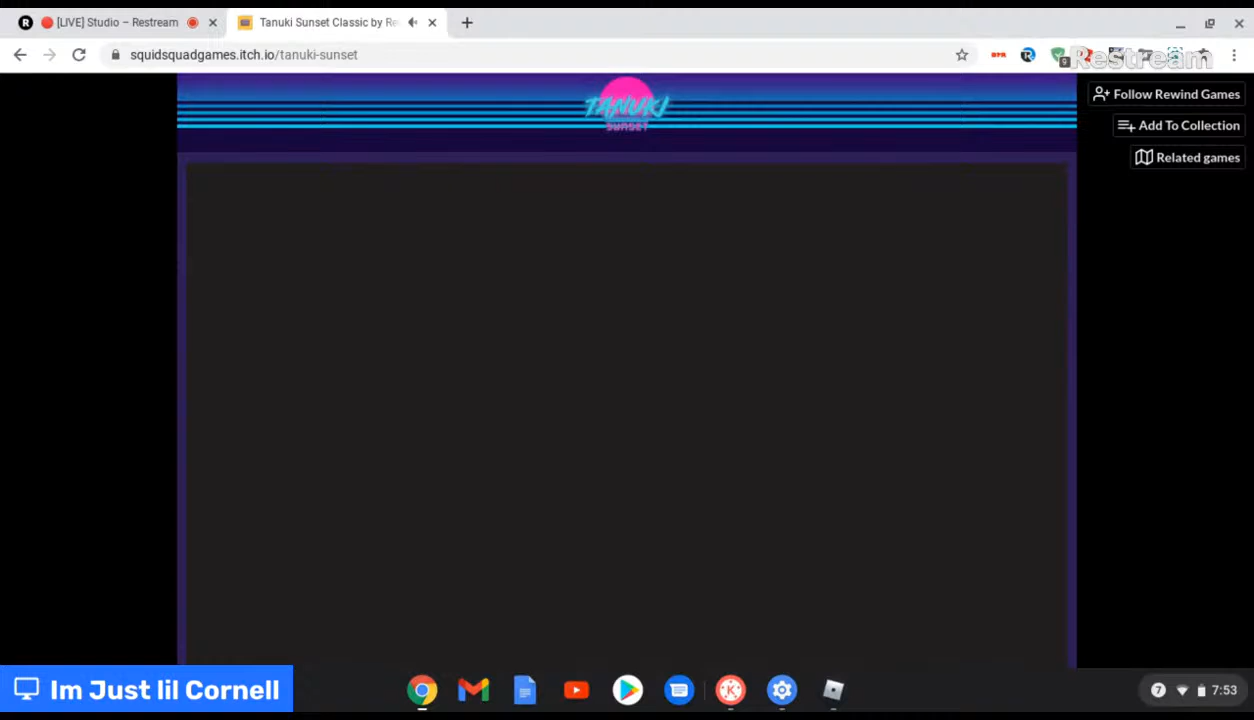 [LIVE] Studio – Restream
Tanuki Sunset Classic by Re
squidsquadgames.itch.io/tanuki-sunset
Restream
TANUKI
SUNSET
Follow Rewind Games
Add To Collection
Related games
Im Just lil Cornell
7
7:53